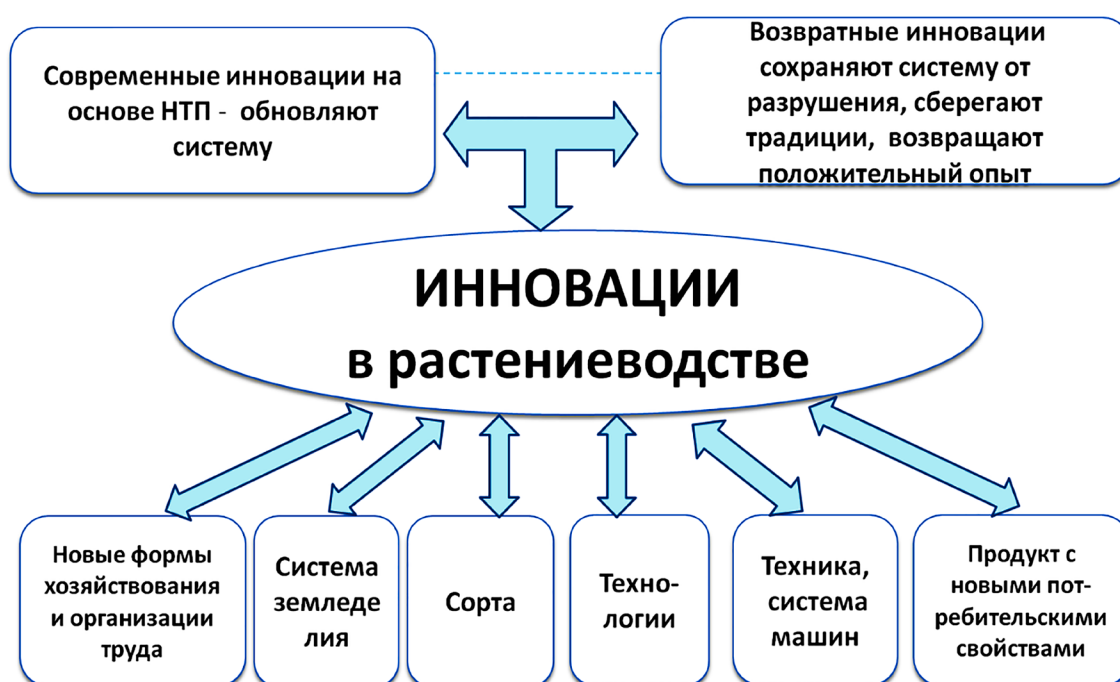 Современные инновации на
основе НТП - обновляют
систему
Возвратные инновации
сохраняют систему от
разрушения, сберегают
традиции, возвращают
положительный опыт
ИННОВАЦИИ
в растениеводстве
Новые формы
хозяйствования
и организации
труда
Система
земледе
лия
Сорта
Техно-
логии
Техника,
система
машин
Продукт с
новыми пот-
ребительскими
свойствами